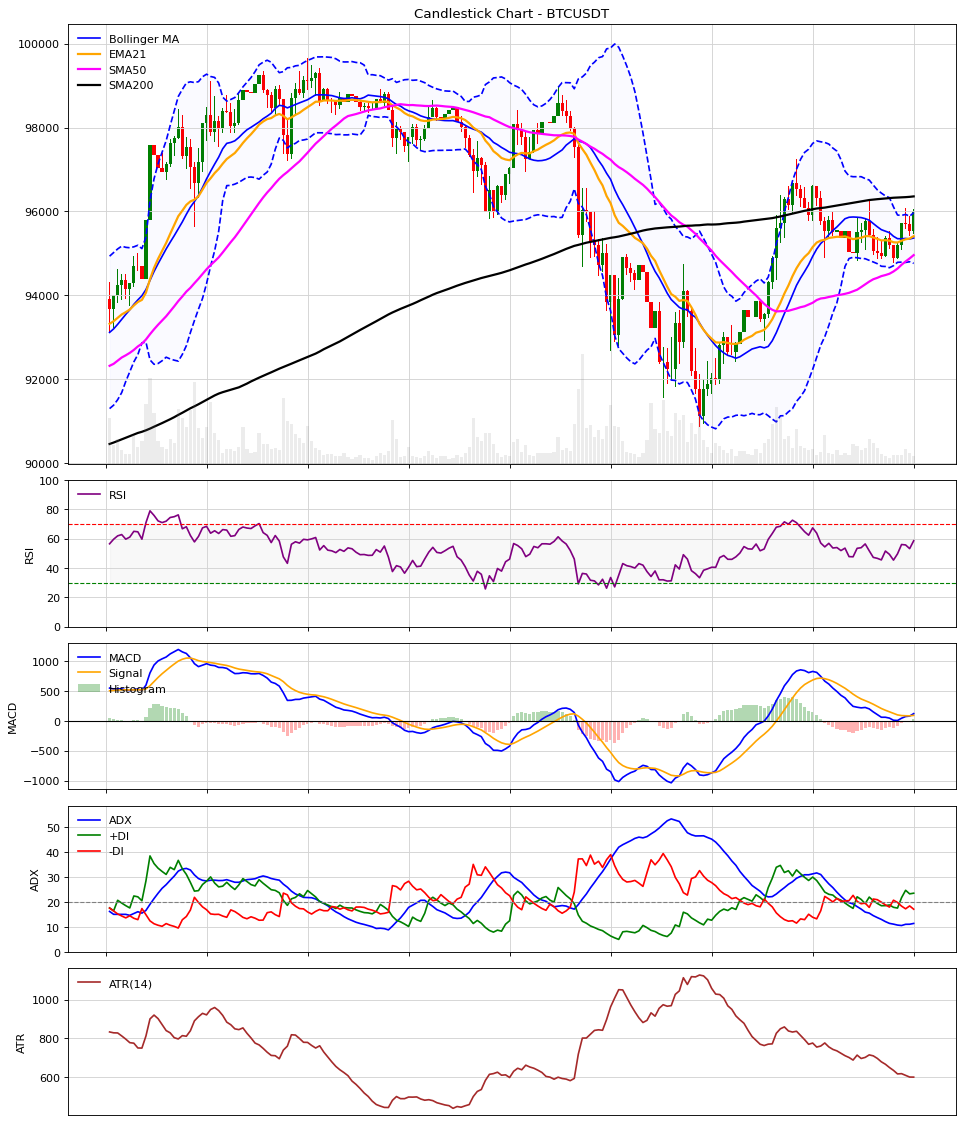 Candlestick Chart - BTCUSDT
100000
98000
96000
94000
92000
90000
Bollinger MA
EMA21
SMA50
SMA200
100
80
60
40
20
0
RSI
RSI
1000
500
0
−500
−1000
MACD
MACD
Signal
Histogram
50
40
30
20
10
0
ADX
ADX
+DI
-DI
1000
800
600
ATR
ATR(14)